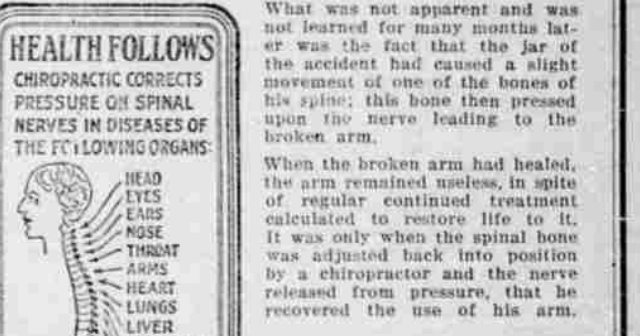 HEALTH FOLLOWS
CHIROPRACTIC CORRECTS
PRESSURE ON SPINAL
NERVES IN DISEASES OF
THE FOLLOWING ORGANS:
HEAD
EYES
EARS
NOSE
THROAT
ARMS
HEART
LUNGS
LIVER
What was not apparent and was
not learned for many months lat-
er was the fact that the jar of
the accident had caused a slight
movement of one of the bones of
his spine; this bone then pressed
upon the nerve leading to the
broken arm.
When the broken arm had healed,
the arm remained useless, in spite
of regular continued treatment
calculated to restore life to it.
It was only when the spinal bone
was adjusted back into position
by a chiropractor and the nerve
released from pressure, that he
recovered the use of his arm.